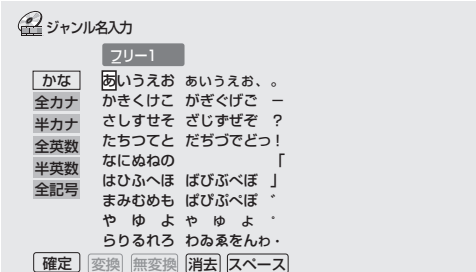 ジャンル名入力
フリー1
かな あいうえお ぁぃぅぇぉ、。
全カナ かきくけこ がぎぐげご ー
半カナ さしすせそ ざじずぜぞ ?
全英数 たちつてと だぢづでどっ!
半英数 なにぬねの 「
全記号 はひふへほ ばびぶべぼ 」
まみむめも ぱぴぷぺぽ ゛
や ゆ よ ゃ ゅ ょ ゜
らりるれろ わゐゑをんゎ・
確定 変換 無変換 消去 スペース